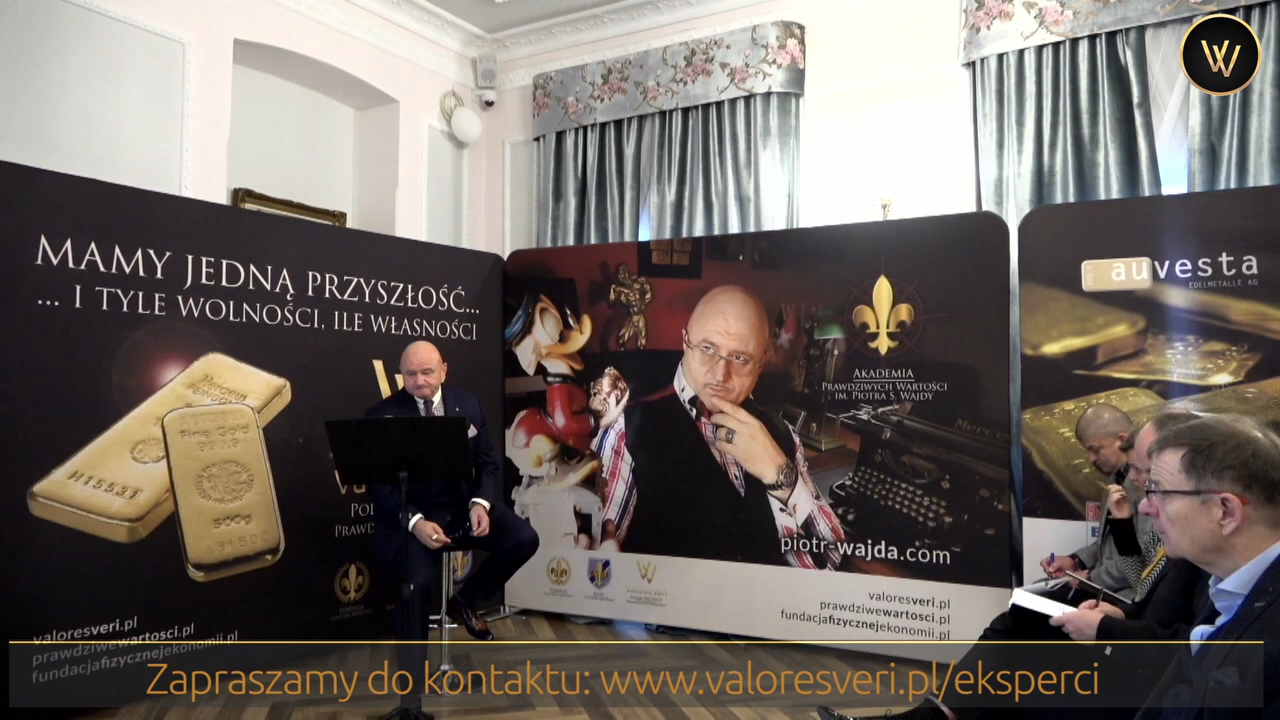 MAMY JEDNĄ PRZYSZŁOŚĆ...
... I TYLE WOLNOŚCI, ILE WŁASNOŚCI
H15531
Fine Gold
999.9
500g
valoresveri.pl
prawdziwewartosci.pl
fundacjafizycznejekonomii.pl
AKADEMIA
PRAWDZIWYCH WARTOŚCI
IM. PIOTRA S. WAJDY
piotr-wajda.com
valoresveri.pl
prawdziwewartosci.pl
fundacjafizycznejekonomii.pl
auvesta
EDELMETALLE AG
Zapraszamy do kontaktu: www.valoresveri.pl/eksperci